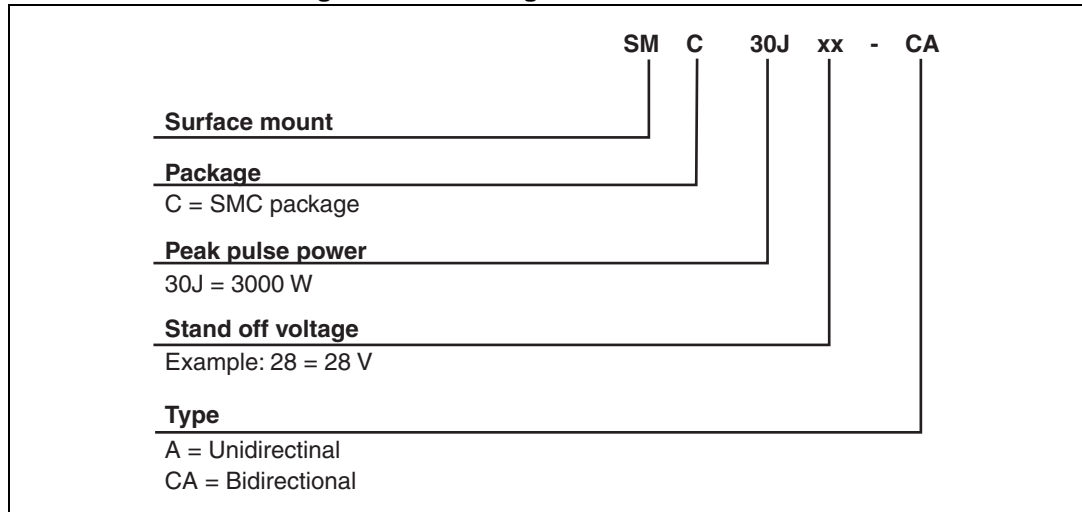 SM C 30J xx - CA
Surface mount
Package
C = SMC package
Peak pulse power
30J = 3000 W
Stand off voltage
Example: 28 = 28 V
Type
A = Unidirectinal
CA = Bidirectional